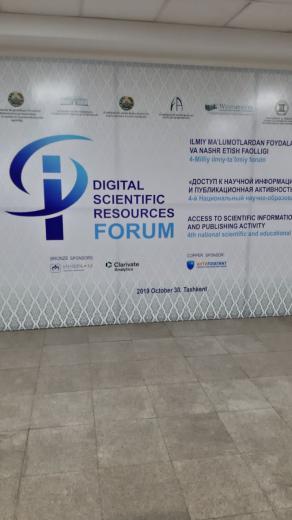 DIGITAL
SCIENTIFIC
RESOURCES
FORUM
ILMIY MA'LUMOTLARDAN FOYDALA
VA NASHR ETISH FAOLLIGI
4-Milliy ilmiy-ta'limiy forum
«ДОСТУП К НАУЧНОЙ ИНФОРМАЦ
И ПУБЛИКАЦИОННАЯ АКТИВНОСТЬ
4-й Национальный научно-образова
ACCESS TO SCIENTIFIC INFORMATION
AND PUBLISHING ACTIVITY
4th national scientific and educational
BRONZE SPONSORS:
Clarivate
Analytics
COPPER SPONSOR:
2019 October 30. Tashkent